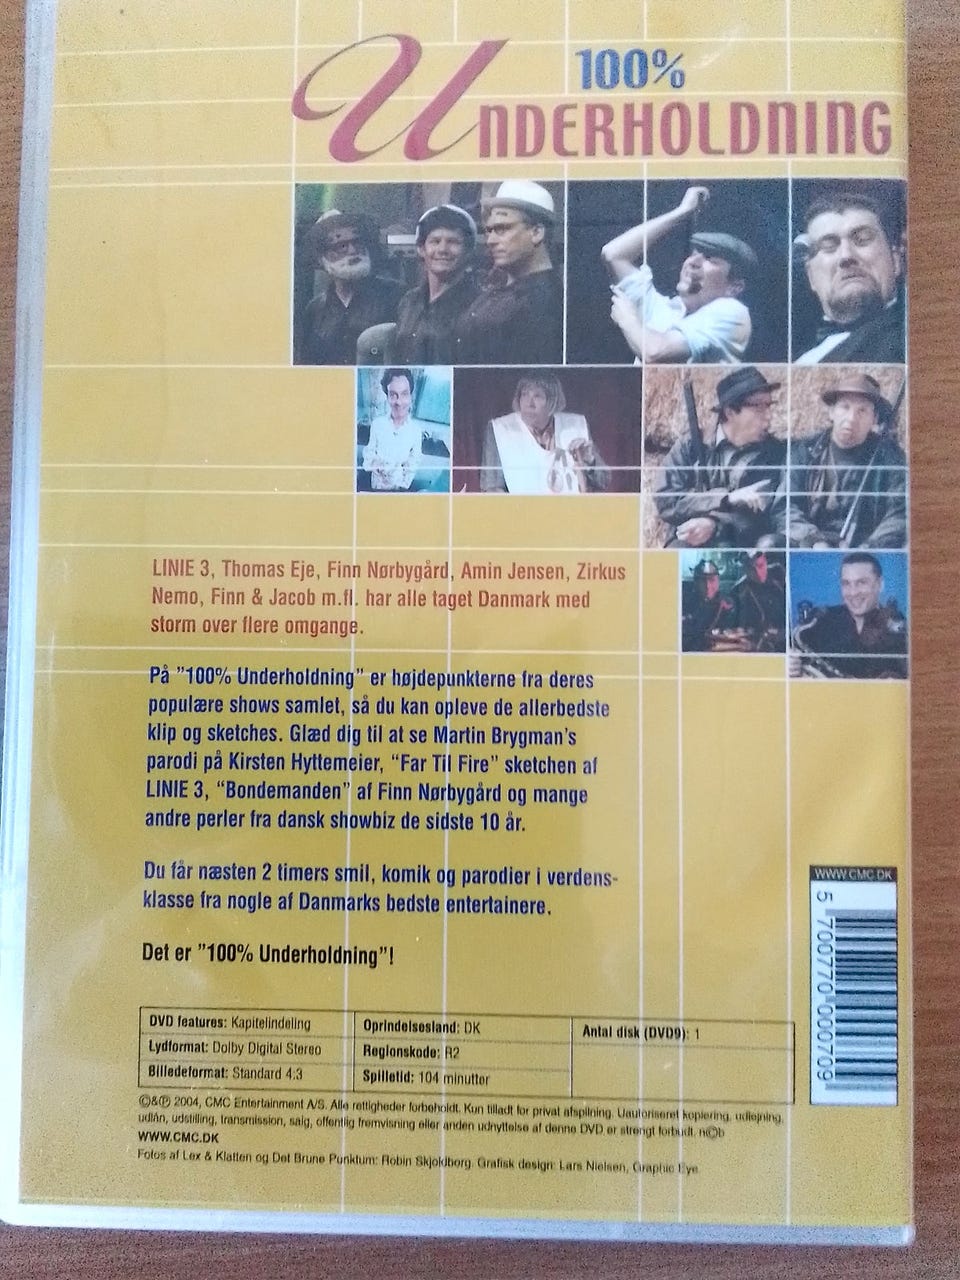 100%
UNDERHOLDNING
LINIE 3, Thomas Eje, Finn Nørbygård, Amin Jensen, Zirkus
Nemo, Finn & Jacob m.fl. har alle taget Danmark med
storm over flere omgange.
På ”100% Underholdning” er højdepunkterne fra deres
populære shows samlet, så du kan opleve de allerbedste
klip og sketches. Glæd dig til at se Martin Brygman’s
parodi på Kirsten Hyttemeier, “Far Til Fire” sketchen af
LINIE 3, “Bondemanden” af Finn Nørbygård og mange
andre perler fra dansk showbiz de sidste 10 år.
Du får næsten 2 timers smil, komik og parodier i verdens-
klasse fra nogle af Danmarks bedste entertainere.
Det er ”100% Underholdning”!
DVD features: Kapitelindeling
Lydformat: Dolby Digital Stereo
Billedeformat: Standard 4.3
Oprindelsesland: DK
Regionskode: R2
Spilletid: 104 minutter
Antal disk (DVD9): 1
WWW.CMC.DK
5 700770 000709
©&℗ 2004, CMC Entertainment A/S. Alle rettigheder forbeholdt. Kun tilladt for privat afspilning. Uautoriseret kopiering, udlejning,
udlån, udstilling, transmission, salg, offentlig fremvisning eller anden udnyttelse af denne DVD er strengt forbudt. n©b
WWW.CMC.DK
Fotos af Lex & Klatten og Det Brune Punktum: Robin Skjoldborg. Grafisk design: Lars Nielsen, Graphic Eye